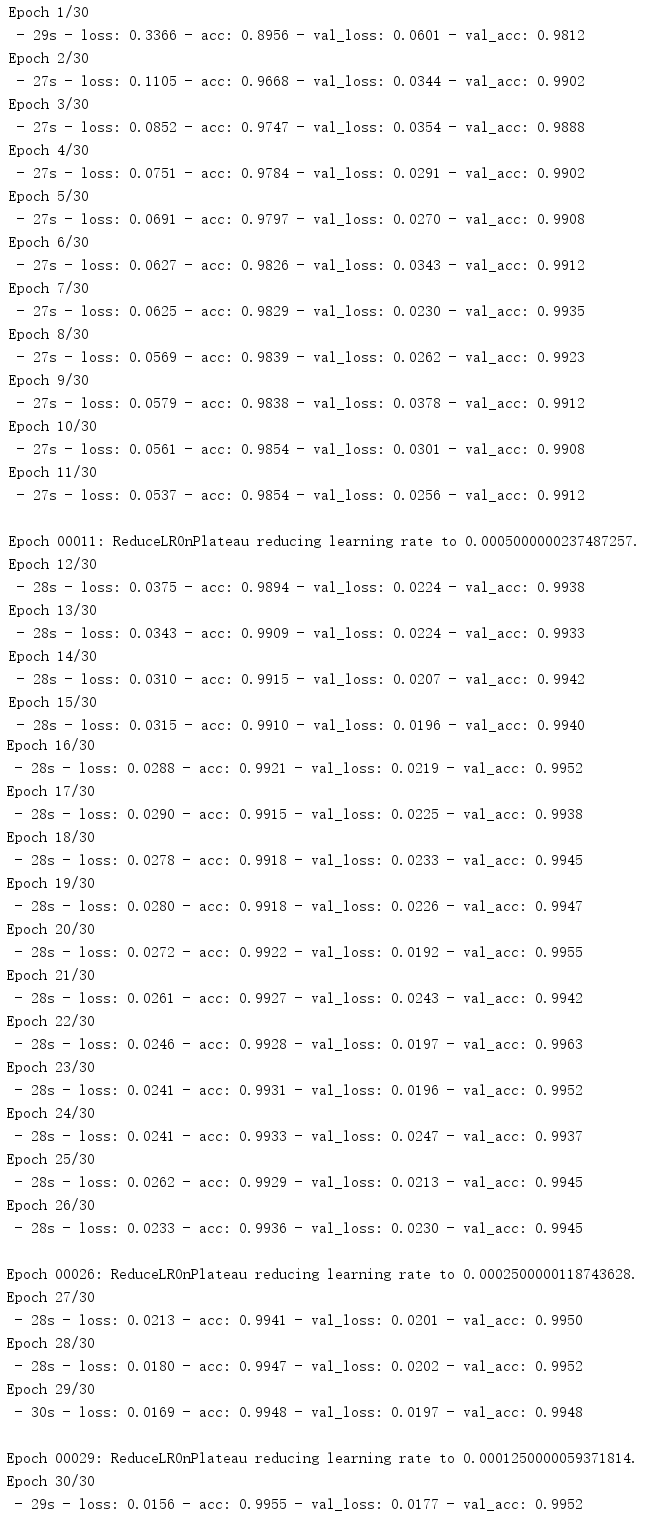 Epoch 1/30
- 29s - loss: 0.3366 - acc: 0.8956 - val_loss: 0.0601 - val_acc: 0.9812
Epoch 2/30
- 27s - loss: 0.1105 - acc: 0.9668 - val_loss: 0.0344 - val_acc: 0.9902
Epoch 3/30
- 27s - loss: 0.0852 - acc: 0.9747 - val_loss: 0.0354 - val_acc: 0.9888
Epoch 4/30
- 27s - loss: 0.0751 - acc: 0.9784 - val_loss: 0.0291 - val_acc: 0.9902
Epoch 5/30
- 27s - loss: 0.0691 - acc: 0.9797 - val_loss: 0.0270 - val_acc: 0.9908
Epoch 6/30
- 27s - loss: 0.0627 - acc: 0.9826 - val_loss: 0.0343 - val_acc: 0.9912
Epoch 7/30
- 27s - loss: 0.0625 - acc: 0.9829 - val_loss: 0.0230 - val_acc: 0.9935
Epoch 8/30
- 27s - loss: 0.0569 - acc: 0.9839 - val_loss: 0.0262 - val_acc: 0.9923
Epoch 9/30
- 27s - loss: 0.0579 - acc: 0.9838 - val_loss: 0.0378 - val_acc: 0.9912
Epoch 10/30
- 27s - loss: 0.0561 - acc: 0.9854 - val_loss: 0.0301 - val_acc: 0.9908
Epoch 11/30
- 27s - loss: 0.0537 - acc: 0.9854 - val_loss: 0.0256 - val_acc: 0.9912
Epoch 00011: ReduceLROnPlateau reducing learning rate to 0.0005000000237487257.
Epoch 12/30
- 28s - loss: 0.0375 - acc: 0.9894 - val_loss: 0.0224 - val_acc: 0.9938
Epoch 13/30
- 28s - loss: 0.0343 - acc: 0.9909 - val_loss: 0.0224 - val_acc: 0.9933
Epoch 14/30
- 28s - loss: 0.0310 - acc: 0.9915 - val_loss: 0.0207 - val_acc: 0.9942
Epoch 15/30
- 28s - loss: 0.0315 - acc: 0.9910 - val_loss: 0.0196 - val_acc: 0.9940
Epoch 16/30
- 28s - loss: 0.0288 - acc: 0.9921 - val_loss: 0.0219 - val_acc: 0.9952
Epoch 17/30
- 28s - loss: 0.0290 - acc: 0.9915 - val_loss: 0.0225 - val_acc: 0.9938
Epoch 18/30
- 28s - loss: 0.0278 - acc: 0.9918 - val_loss: 0.0233 - val_acc: 0.9945
Epoch 19/30
- 28s - loss: 0.0280 - acc: 0.9918 - val_loss: 0.0226 - val_acc: 0.9947
Epoch 20/30
- 28s - loss: 0.0272 - acc: 0.9922 - val_loss: 0.0192 - val_acc: 0.9955
Epoch 21/30
- 28s - loss: 0.0261 - acc: 0.9927 - val_loss: 0.0243 - val_acc: 0.9942
Epoch 22/30
- 28s - loss: 0.0246 - acc: 0.9928 - val_loss: 0.0197 - val_acc: 0.9963
Epoch 23/30
- 28s - loss: 0.0241 - acc: 0.9931 - val_loss: 0.0196 - val_acc: 0.9952
Epoch 24/30
- 28s - loss: 0.0241 - acc: 0.9933 - val_loss: 0.0247 - val_acc: 0.9937
Epoch 25/30
- 28s - loss: 0.0262 - acc: 0.9929 - val_loss: 0.0213 - val_acc: 0.9945
Epoch 26/30
- 28s - loss: 0.0233 - acc: 0.9936 - val_loss: 0.0230 - val_acc: 0.9945
Epoch 00026: ReduceLROnPlateau reducing learning rate to 0.0002500000118743628.
Epoch 27/30
- 28s - loss: 0.0213 - acc: 0.9941 - val_loss: 0.0201 - val_acc: 0.9950
Epoch 28/30
- 28s - loss: 0.0180 - acc: 0.9947 - val_loss: 0.0202 - val_acc: 0.9952
Epoch 29/30
- 30s - loss: 0.0169 - acc: 0.9948 - val_loss: 0.0197 - val_acc: 0.9948
Epoch 00029: ReduceLROnPlateau reducing learning rate to 0.0001250000059371814.
Epoch 30/30
- 29s - loss: 0.0156 - acc: 0.9955 - val_loss: 0.0177 - val_acc: 0.9952